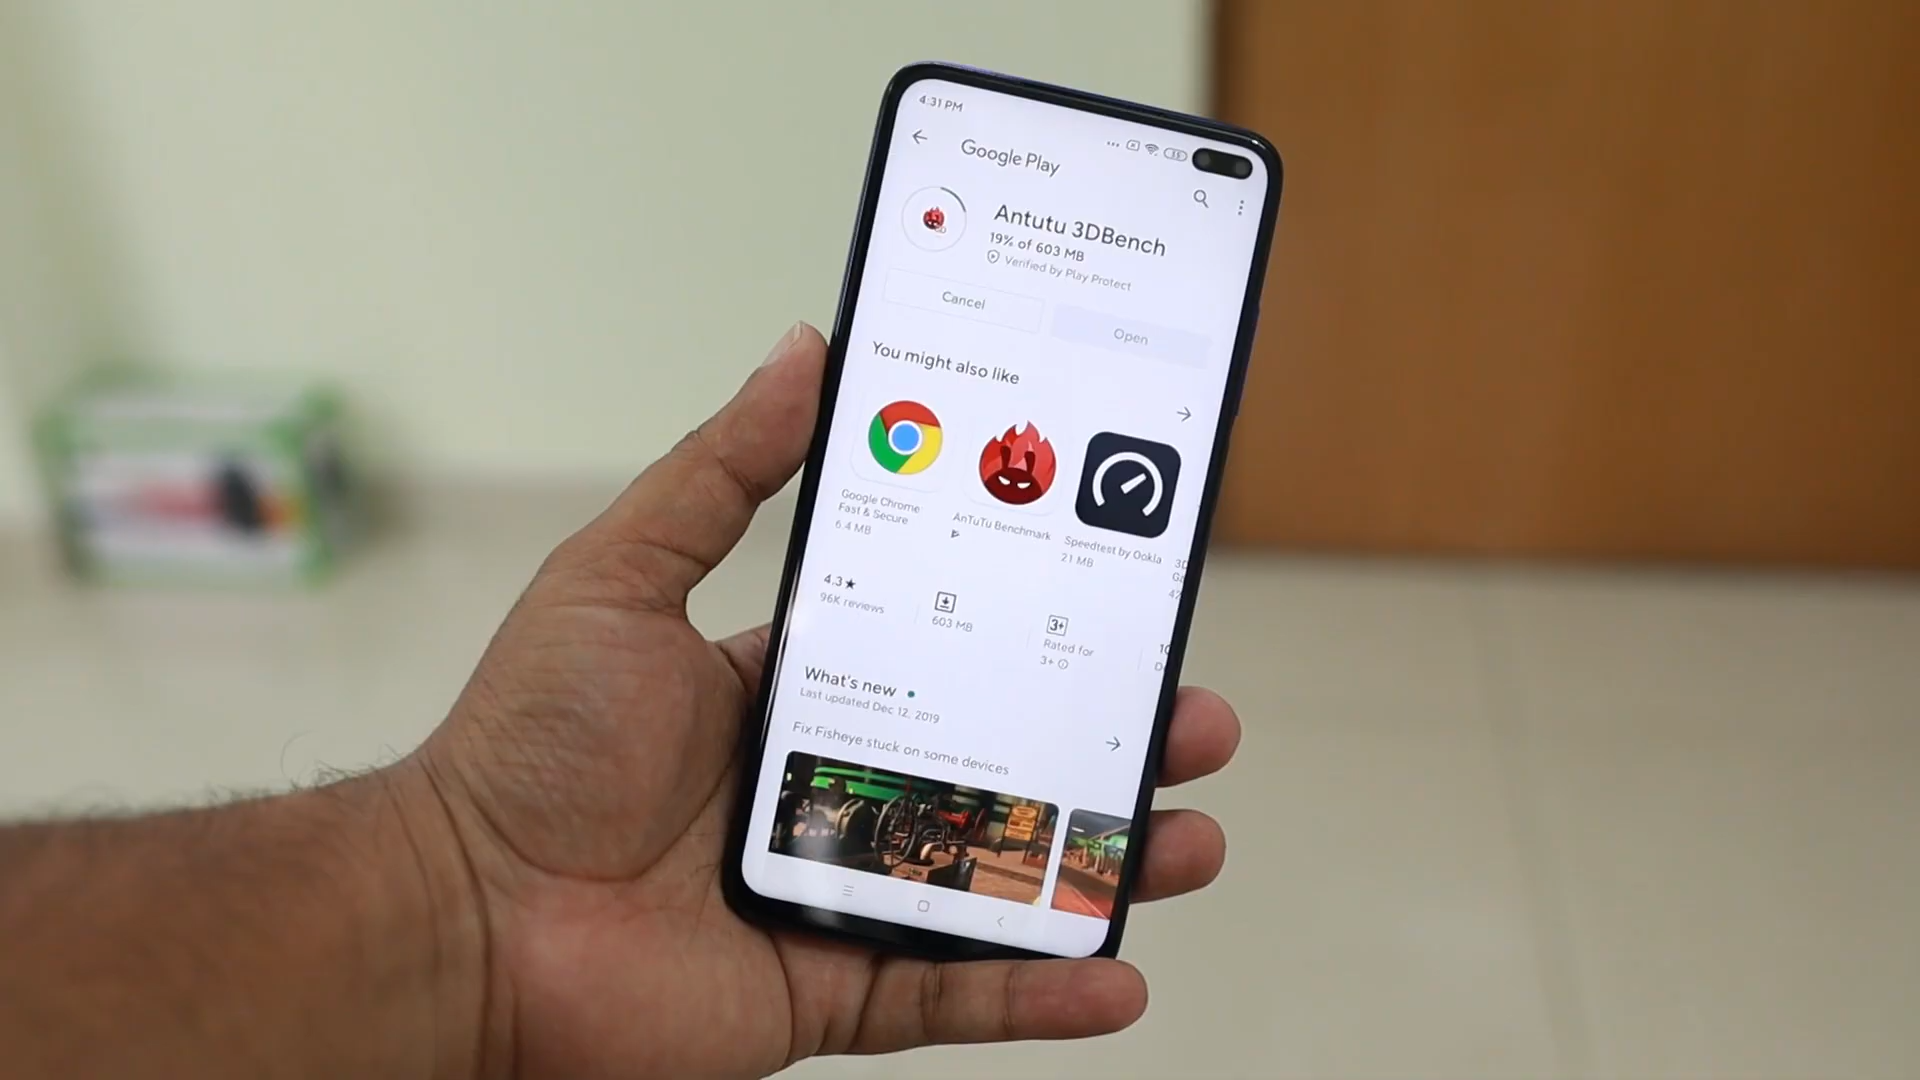 4:31 PM
Google Play
Antutu 3DBench
19% of 603 MB
Verified by Play Protect
Cancel
Open
You might also like
Google Chrome:
Fast & Secure
6.4 MB
AnTuTu Benchmark
Speedtest by Ookla
21 MB
3D
42
4.3★
96K reviews
603 MB
3+
Rated for
3+
What's new
Last updated Dec 12, 2019
Fix Fisheye stuck on some devices